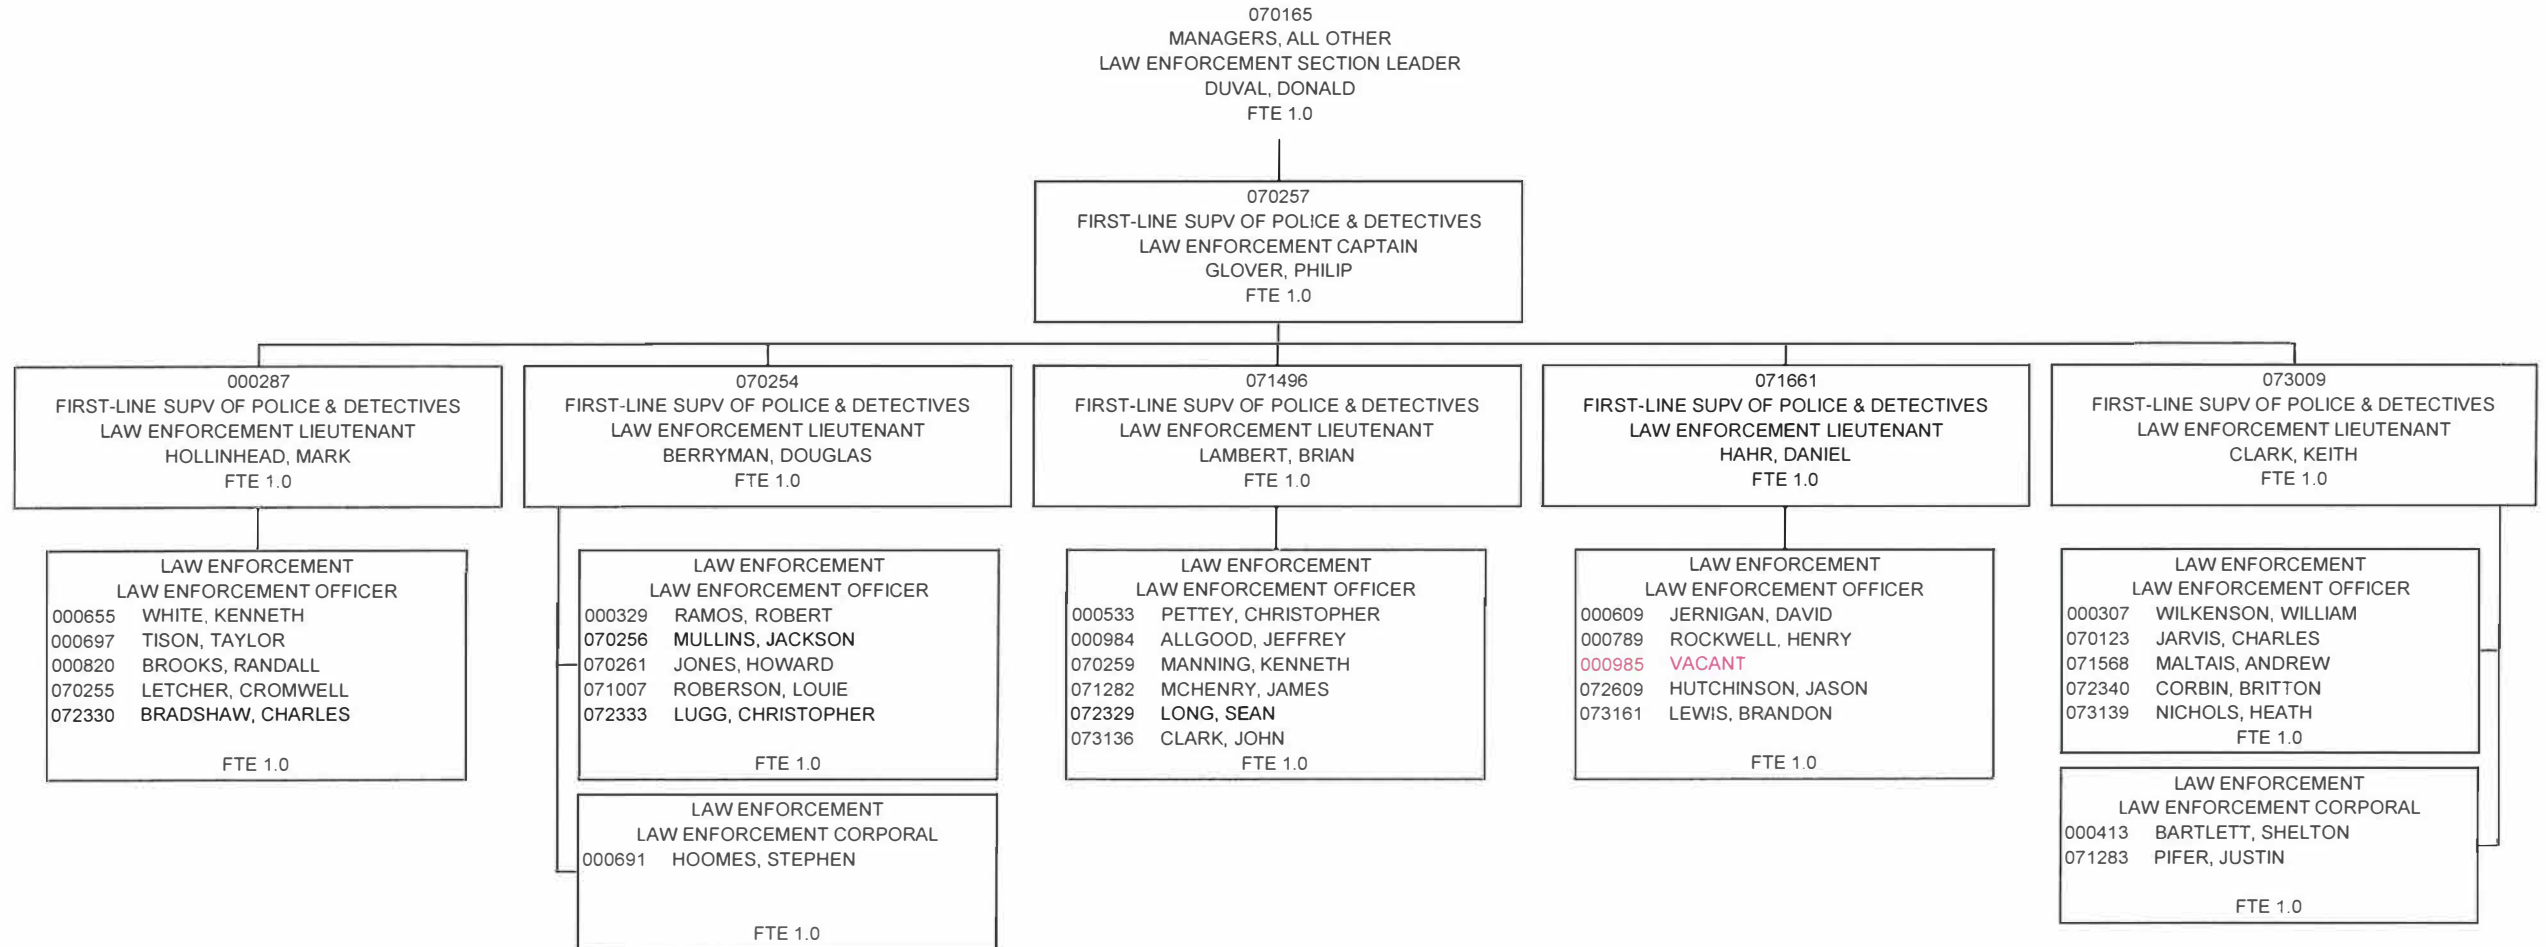 070165
MANAGERS, ALL OTHER
LAW ENFORCEMENT SECTION LEADER
DUVAL, DONALD
FTE 1.0
070257
FIRST-LINE SUPV OF POLICE & DETECTIVES
LAW ENFORCEMENT CAPTAIN
GLOVER, PHILIP
FTE 1.0
000287
FIRST-LINE SUPV OF POLICE & DETECTIVES
LAW ENFORCEMENT LIEUTENANT
HOLLINHEAD, MARK
FTE 1.0
070254
FIRST-LINE SUPV OF POLICE & DETECTIVES
LAW ENFORCEMENT LIEUTENANT
BERRYMAN, DOUGLAS
FTE 1.0
071496
FIRST-LINE SUPV OF POLICE & DETECTIVES
LAW ENFORCEMENT LIEUTENANT
LAMBERT, BRIAN
FTE 1.0
071661
FIRST-LINE SUPV OF POLICE & DETECTIVES
LAW ENFORCEMENT LIEUTENANT
HAHR, DANIEL
FTE 1.0
073009
FIRST-LINE SUPV OF POLICE & DETECTIVES
LAW ENFORCEMENT LIEUTENANT
CLARK, KEITH
FTE 1.0
LAW ENFORCEMENT
LAW ENFORCEMENT OFFICER
000655 WHITE, KENNETH
000697 TISON, TAYLOR
000820 BROOKS, RANDALL
070255 LETCHER, CROMWELL
072330 BRADSHAW, CHARLES
FTE 1.0
LAW ENFORCEMENT
LAW ENFORCEMENT OFFICER
000329 RAMOS, ROBERT
070256 MULLINS, JACKSON
070261 JONES, HOWARD
071007 ROBERSON, LOUIE
072333 LUGG, CHRISTOPHER
FTE 1.0
LAW ENFORCEMENT
LAW ENFORCEMENT CORPORAL
000691 HOOMES, STEPHEN
FTE 1.0
LAW ENFORCEMENT
LAW ENFORCEMENT OFFICER
000533 PETTEY, CHRISTOPHER
000984 ALLGOOD, JEFFREY
070259 MANNING, KENNETH
071282 MCHENRY, JAMES
072329 LONG, SEAN
073136 CLARK, JOHN
FTE 1.0
LAW ENFORCEMENT
LAW ENFORCEMENT OFFICER
000609 JERNIGAN, DAVID
000789 ROCKWELL, HENRY
000985 VACANT
072609 HUTCHINSON, JASON
073161 LEWIS, BRANDON
FTE 1.0
LAW ENFORCEMENT
LAW ENFORCEMENT OFFICER
000307 WILKENSON, WILLIAM
070123 JARVIS, CHARLES
071568 MALTAIS, ANDREW
072340 CORBIN, BRITTON
073139 NICHOLS, HEATH
FTE 1.0
LAW ENFORCEMENT
LAW ENFORCEMENT CORPORAL
000413 BARTLETT, SHELTON
071283 PIFER, JUSTIN
FTE 1.0